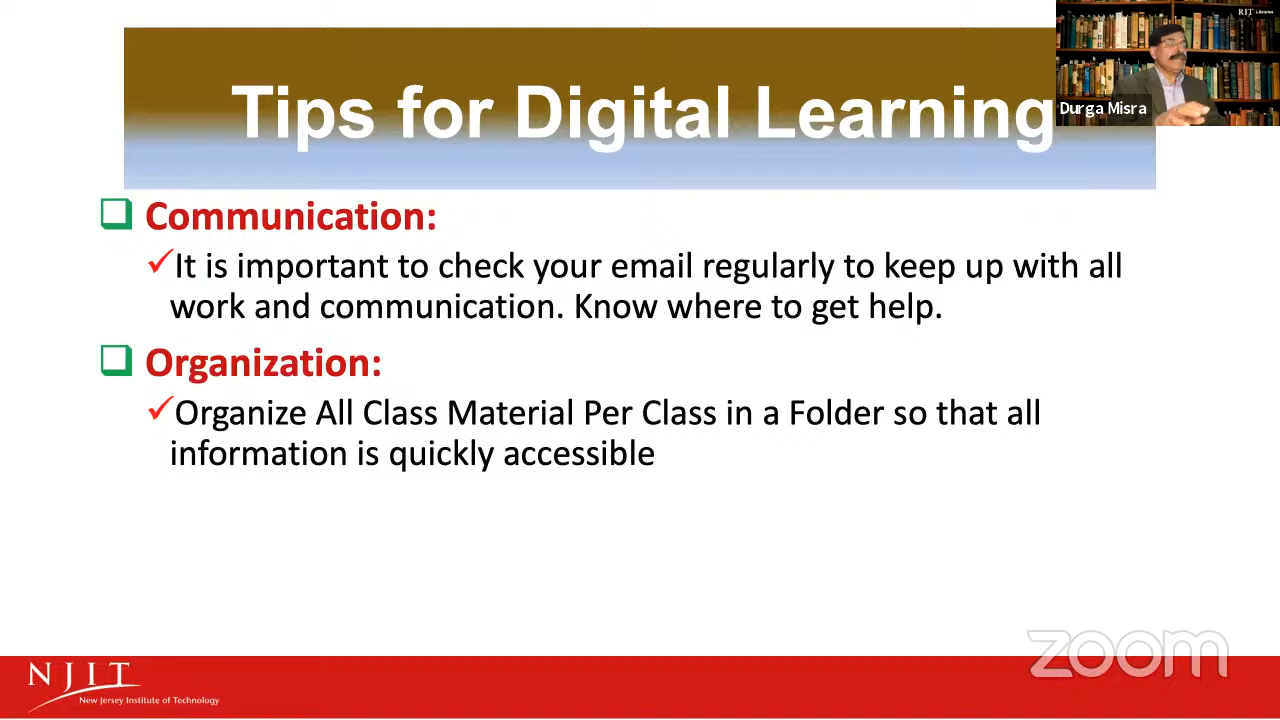 Tips for Digital Learning
RIT Libraries
Durga Misra
Communication:
It is important to check your email regularly to keep up with all
work and communication. Know where to get help.
Organization:
Organize All Class Material Per Class in a Folder so that all
information is quickly accessible
zoom
NJIT
New Jersey Institute of Technology